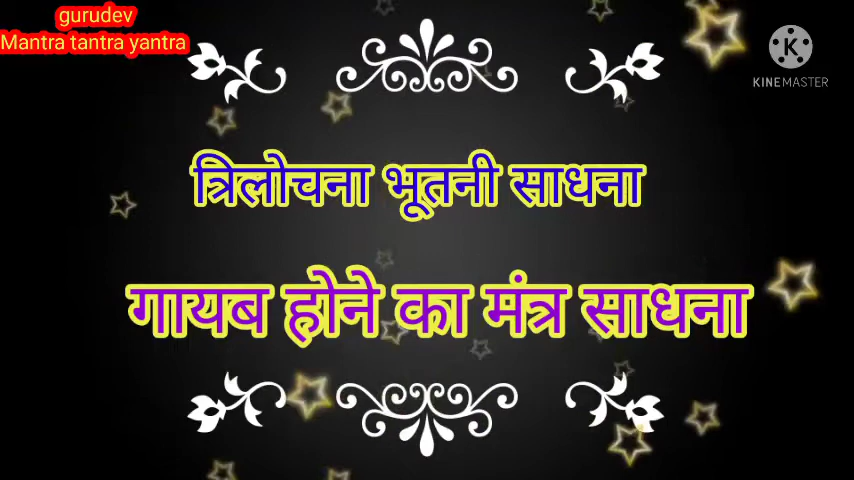 gurudev
Mantra tantra yantra
KINEMASTER
त्रिलोचना भूतनी साधना
गायब होने का मंत्र साधना